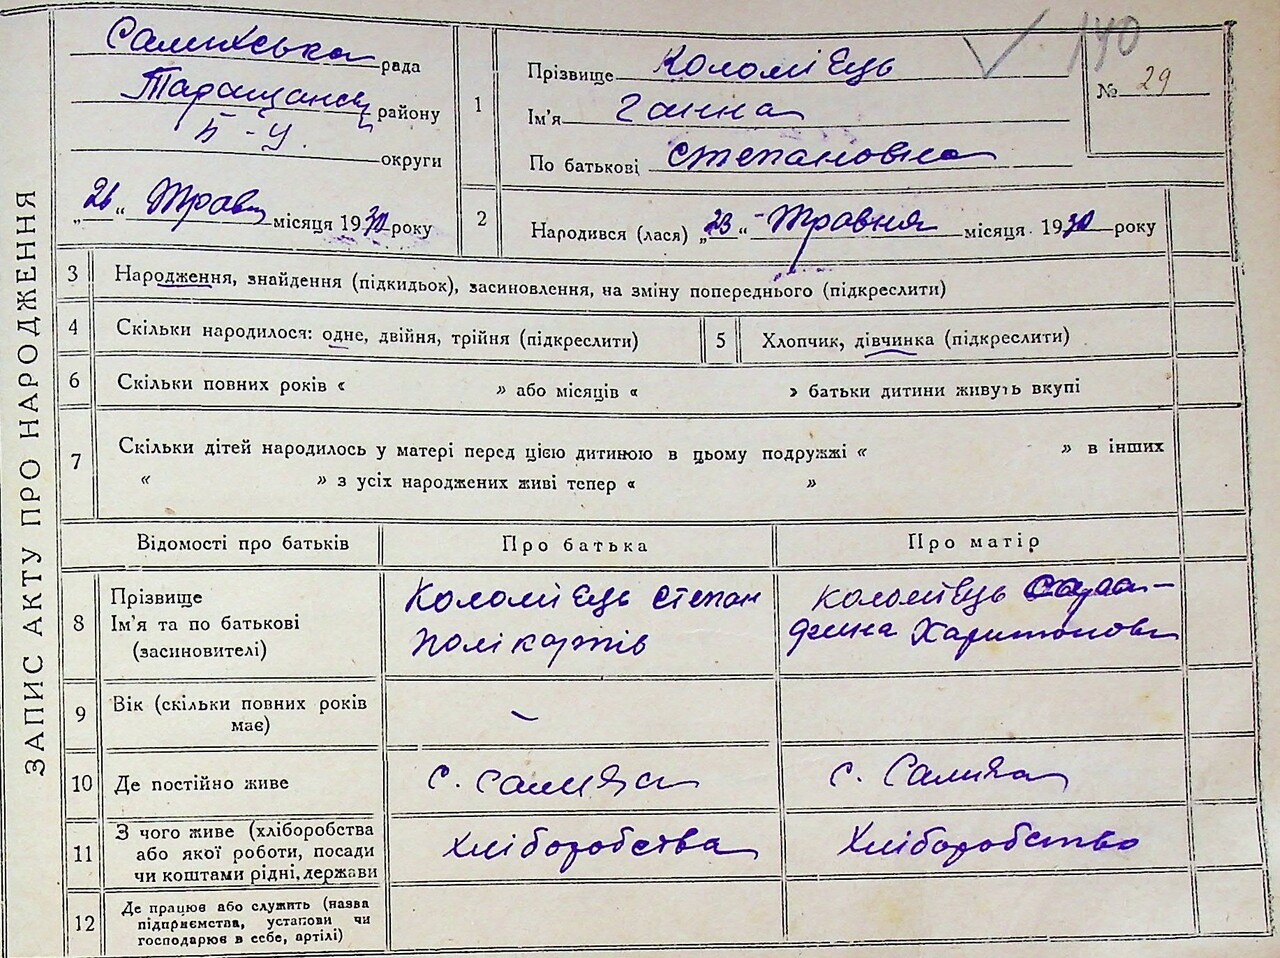 ЗАПИС АКТУ ПРО НАРОДЖЕННЯ
рада
району
Б-Ц
округи
„26“ Травн місяця 1930 року
140
№ 29
1
Прізвище Коломієць
Ім'я Ганна
По батькові Степановна
2
Народився (лася) „23“ Травня місяця 1930 року
3
Народження, знайдення (підкидьок), засиновлення, на зміну попереднього (підкреслити)
4
Скільки народилося: одне, двійня, трійня (підкреслити)
5
Хлопчик, дівчинка (підкреслити)
6
Скільки повних років « » або місяців « » батьки дитини живуть вкупі
7
Скільки дітей народилось у матері перед цією дитиною в цьому подружжі « » в інших
« » з усіх народжених живі тепер « »
Відомості про батьків
Про батька
Про матір
8
Прізвище
Ім'я та по батькові
(засиновителі)
Коломієць Степан
Полікарпів
Коломієць
Харитонови
9
Вік (скільки повних років
має)
–
10
Де постійно живе
с.
с.
11
З чого живе (хліборобства
або якої роботи, посади
чи коштами рідні, держави
Хліборобства
Хліборобство
12
Де працює або служить (назва
підприємства, установи чи
господарює в себе, артілі)